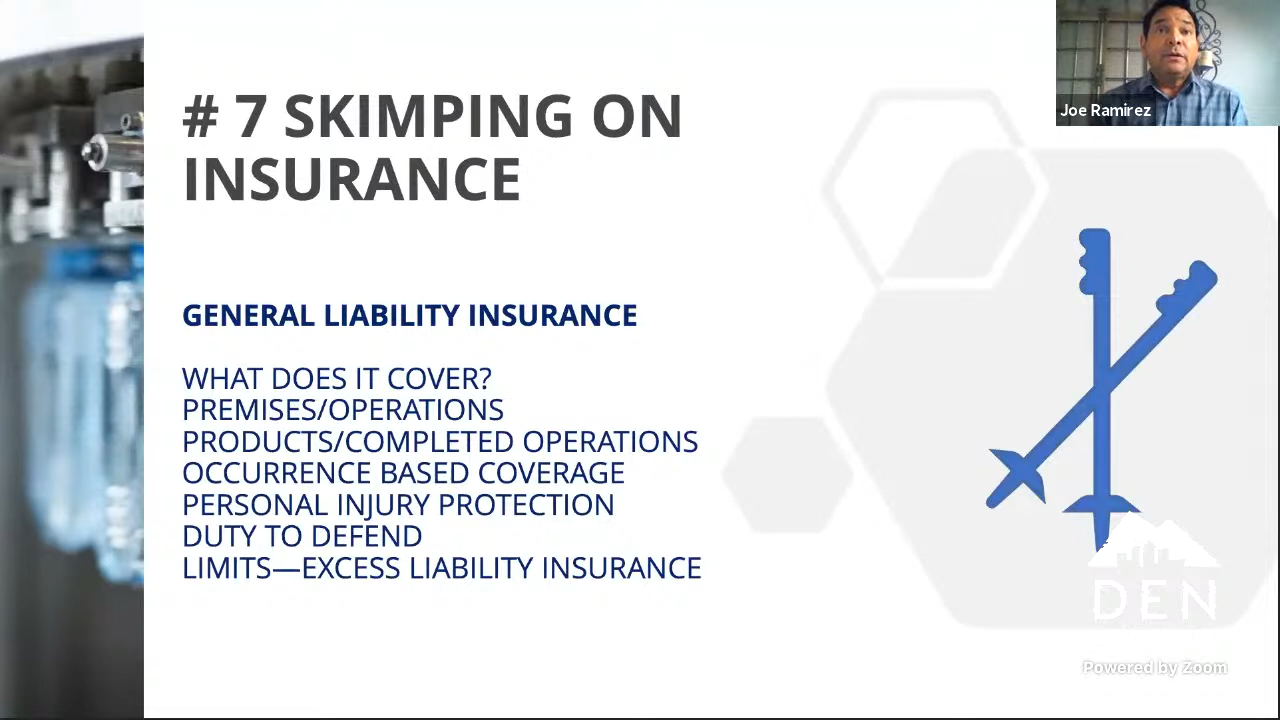 # 7 SKIMPING ON
INSURANCE
Joe Ramirez
GENERAL LIABILITY INSURANCE
WHAT DOES IT COVER?
PREMISES/OPERATIONS
PRODUCTS/COMPLETED OPERATIONS
OCCURRENCE BASED COVERAGE
PERSONAL INJURY PROTECTION
DUTY TO DEFEND
LIMITS—EXCESS LIABILITY INSURANCE
DEN
Powered by Zoom